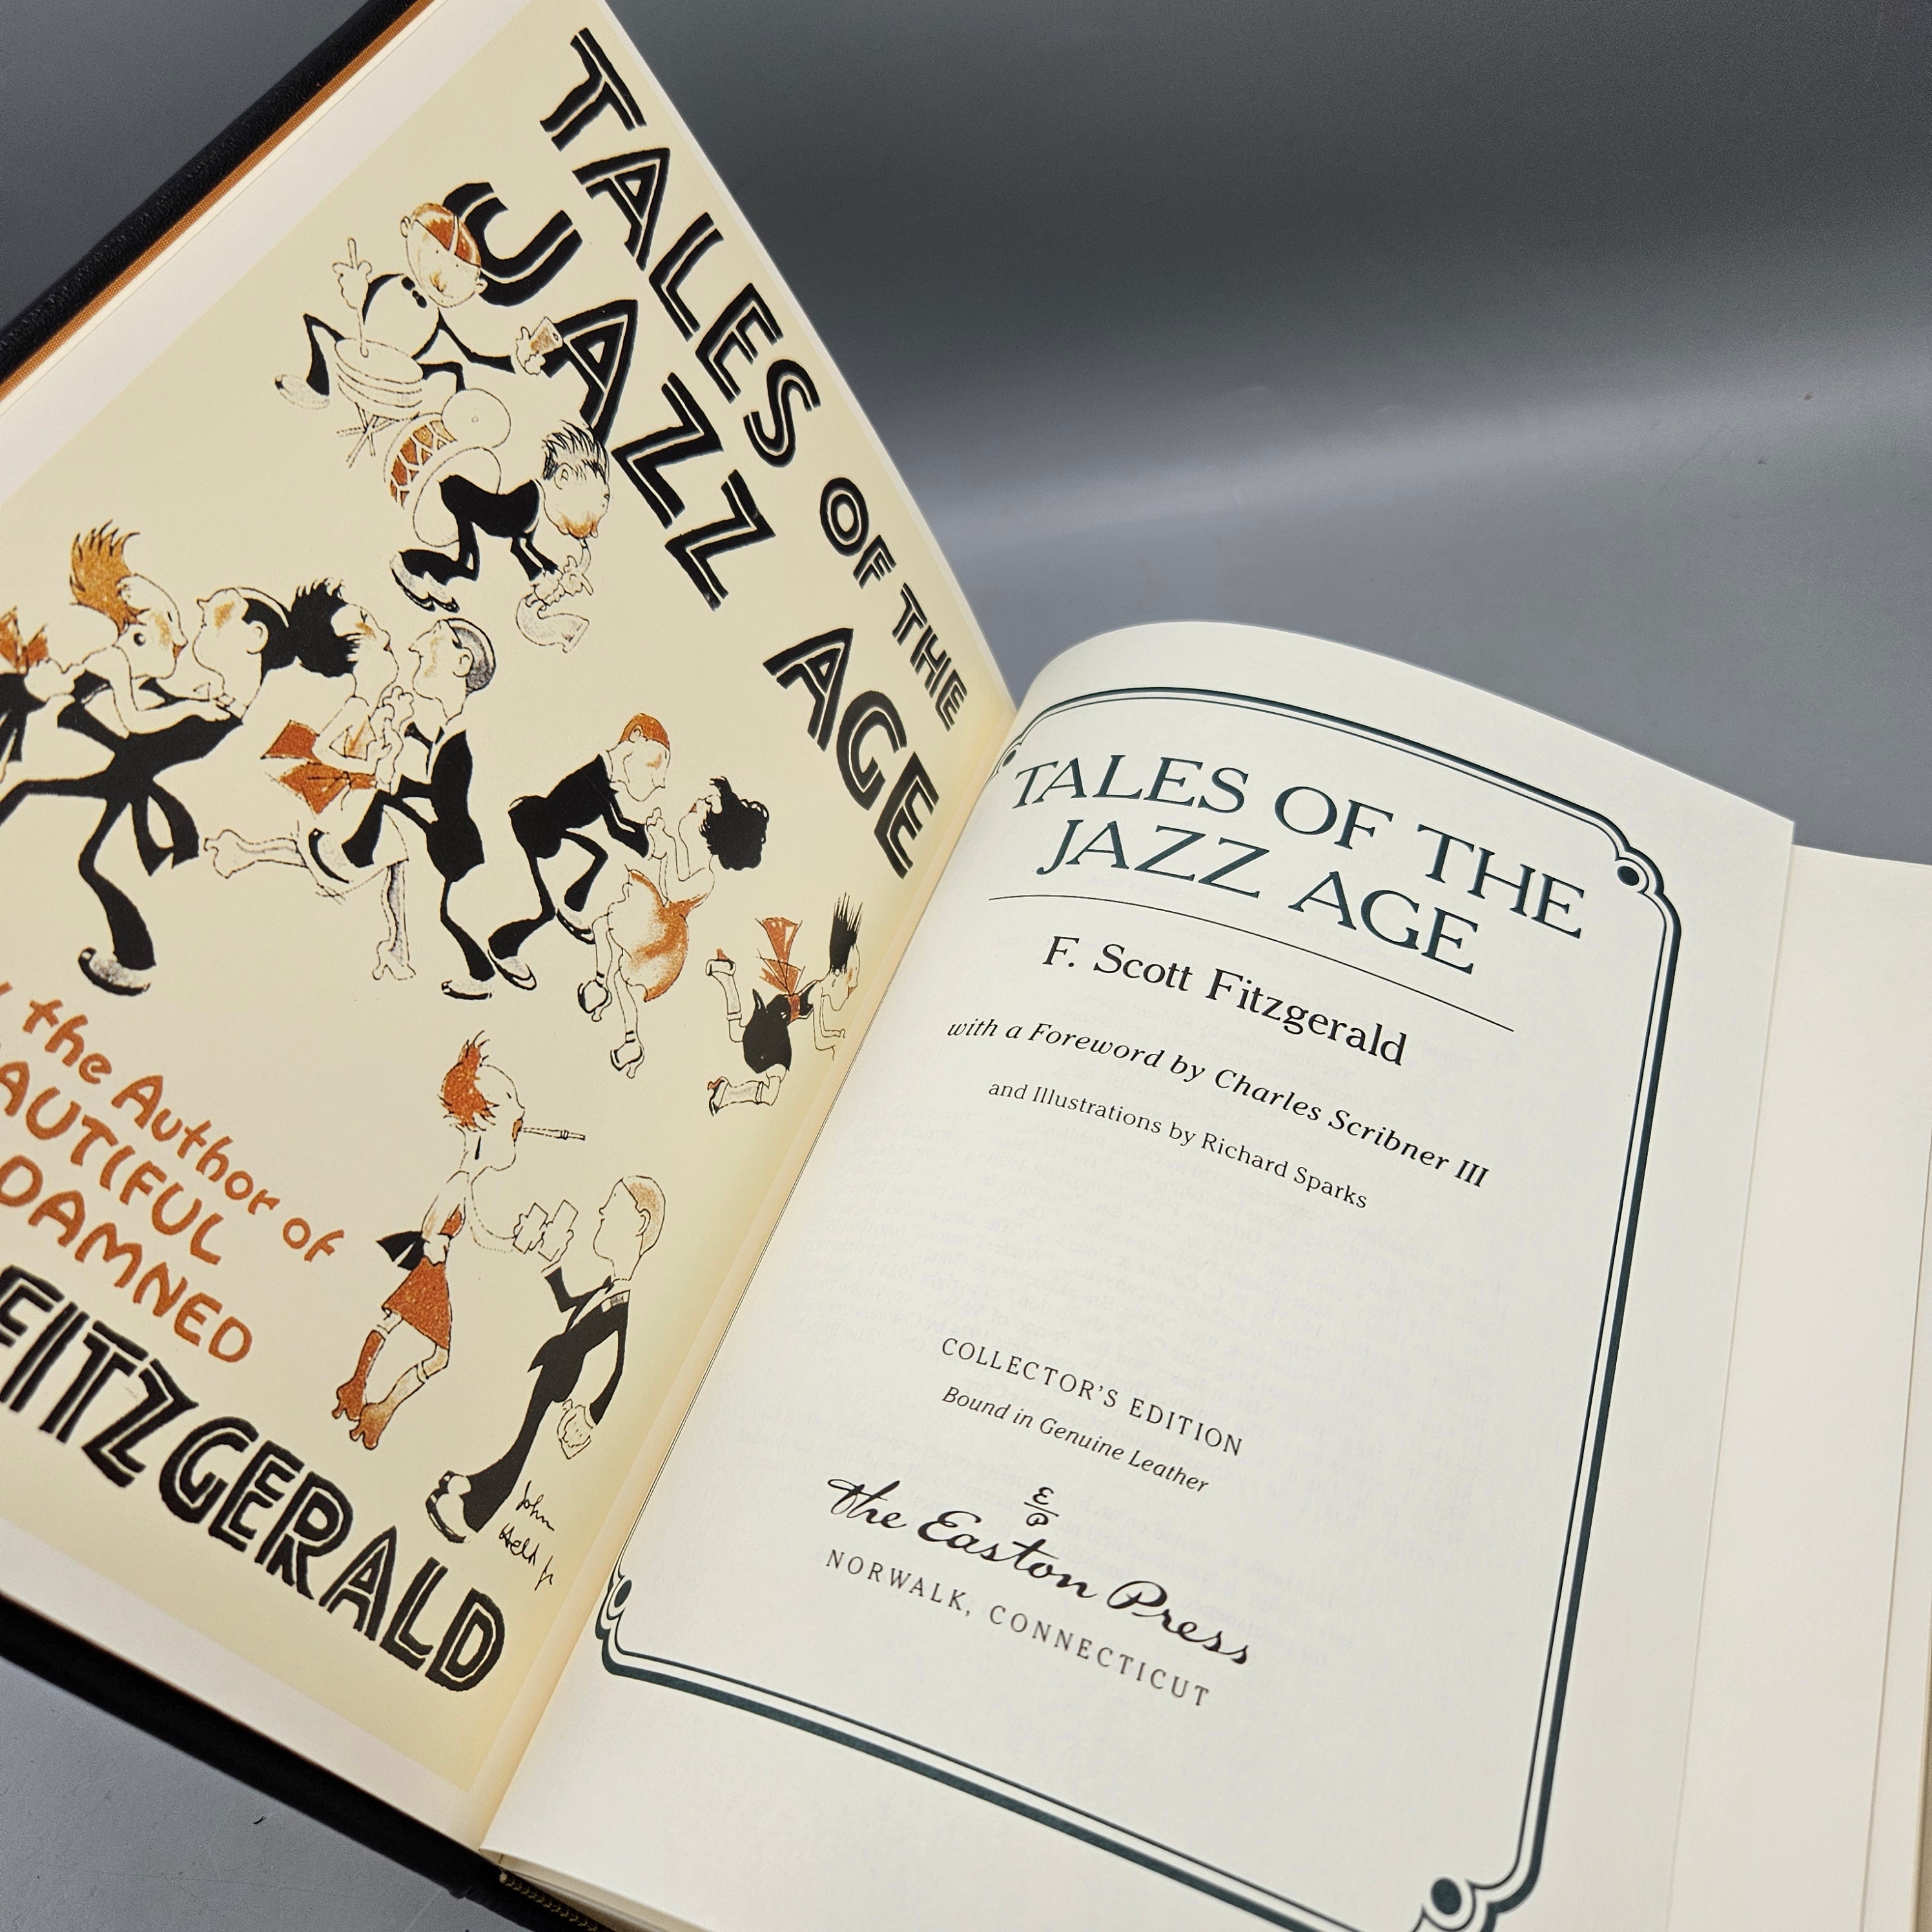 TALES OF THE
JAZZ AGE
the Author of
DAMNED
FITZGERALD
John
Held Jr
TALES OF THE
JAZZ AGE
F. Scott Fitzgerald
with a Foreword by Charles Scribner III
and Illustrations by Richard Sparks
COLLECTOR'S EDITION
Bound in Genuine Leather
The Easton Press
NORWALK, CONNECTICUT